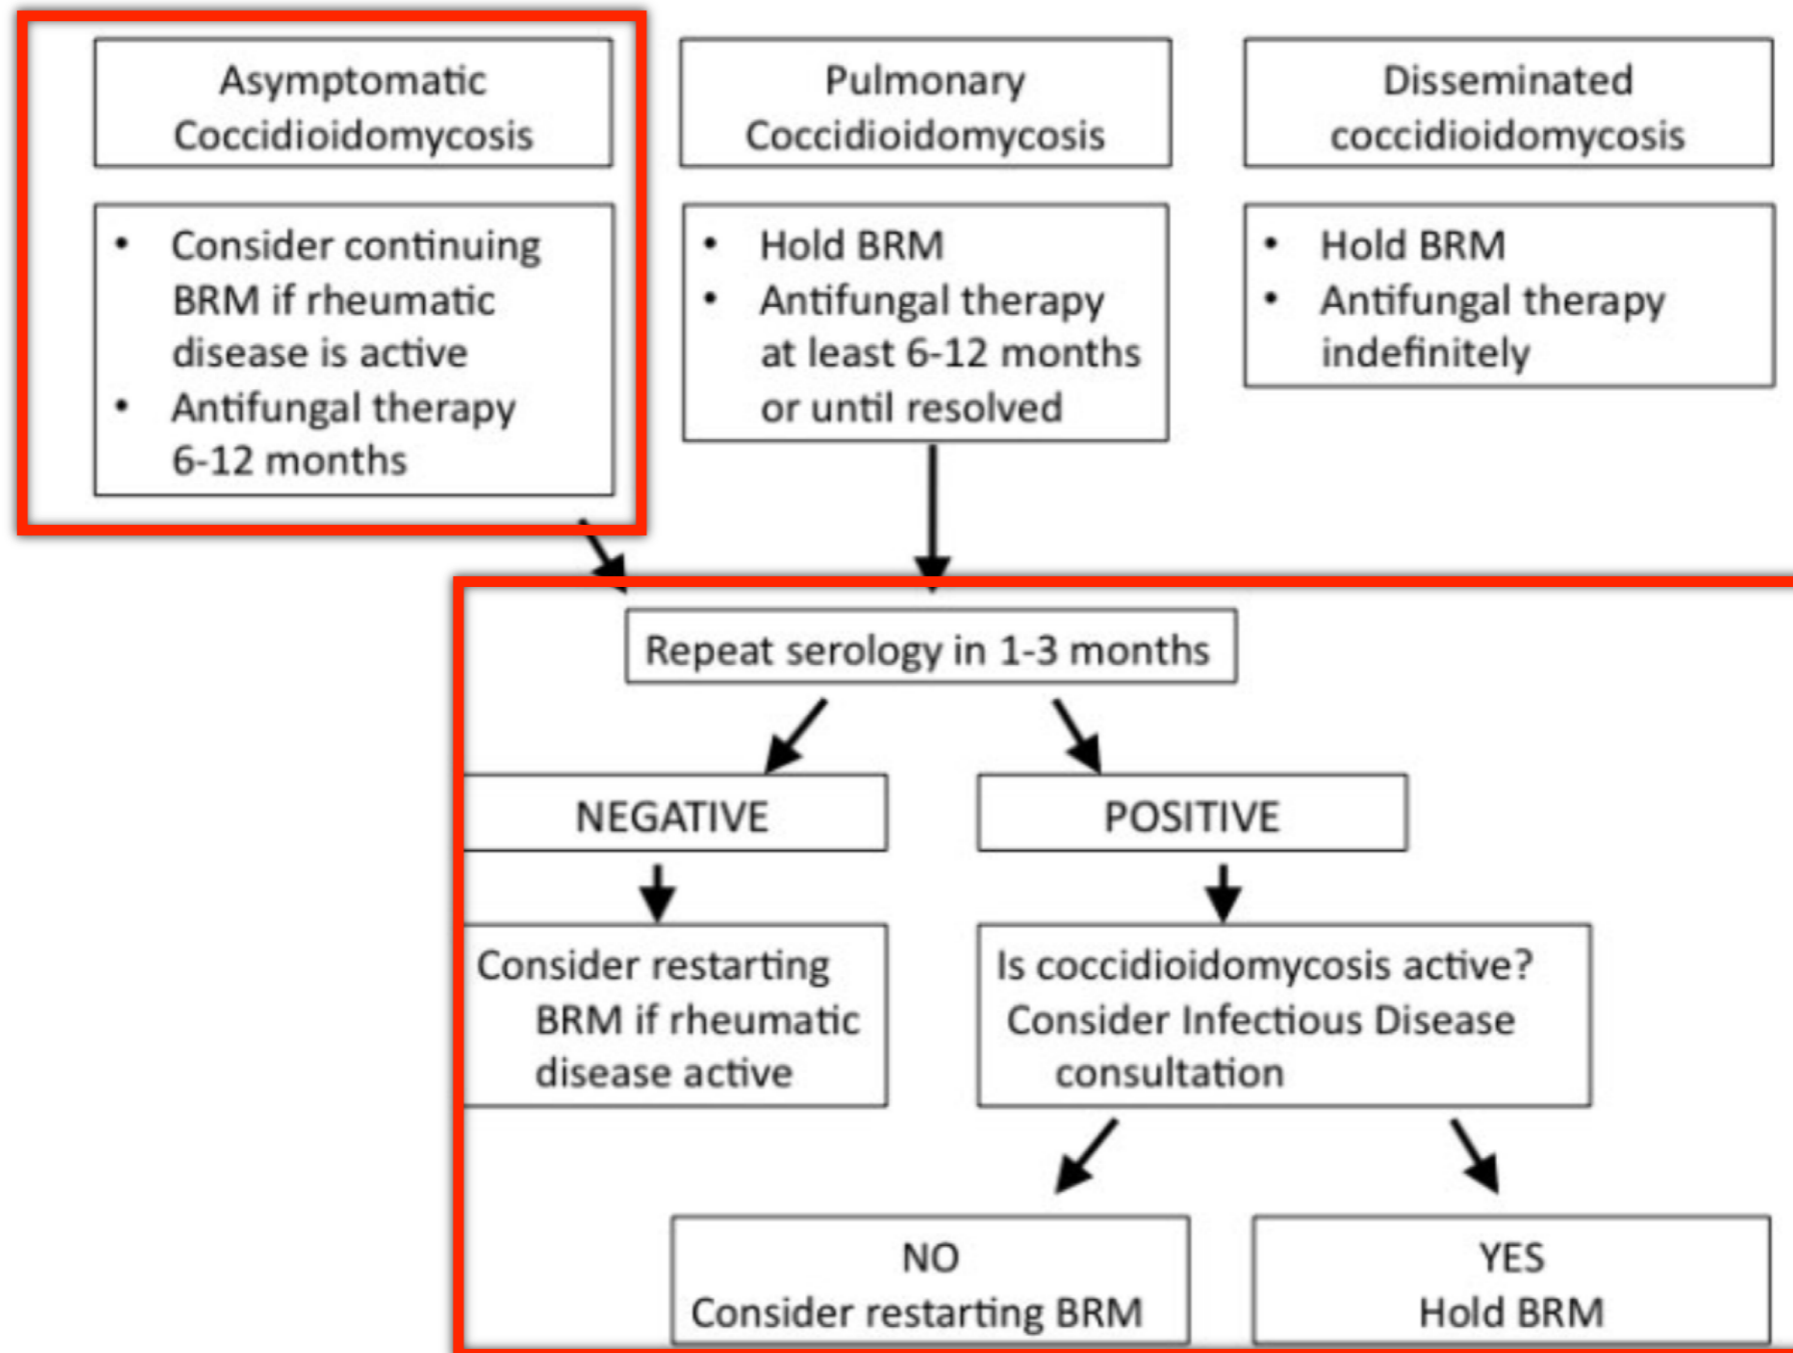 Asymptomatic
Coccidioidomycosis
• Consider continuing
BRM if rheumatic
disease is active
• Antifungal therapy
6-12 months
Pulmonary
Coccidioidomycosis
• Hold BRM
• Antifungal therapy
at least 6-12 months
or until resolved
Disseminated
coccidioidomycosis
• Hold BRM
• Antifungal therapy
indefinitely
Repeat serology in 1-3 months
NEGATIVE
Consider restarting
BRM if rheumatic
disease active
POSITIVE
Is coccidioidomycosis active?
Consider Infectious Disease
consultation
NO
Consider restarting BRM
YES
Hold BRM